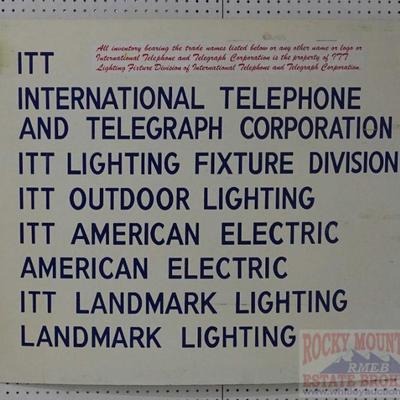 All inventory bearing the trade names listed below or any other name or logo or
International Telephone and Telegraph Corporation is the property of ITT
Lighting Fixture Division of International Telephone and Telegraph Corporation.
ITT
INTERNATIONAL TELEPHONE
AND TELEGRAPH CORPORATION
ITT LIGHTING FIXTURE DIVISION
ITT OUTDOOR LIGHTING
ITT AMERICAN ELECTRIC
AMERICAN ELECTRIC
ITT LANDMARK LIGHTING
LANDMARK LIGHTING
ROCKY MOUNT
RMEB
ESTATE BROK